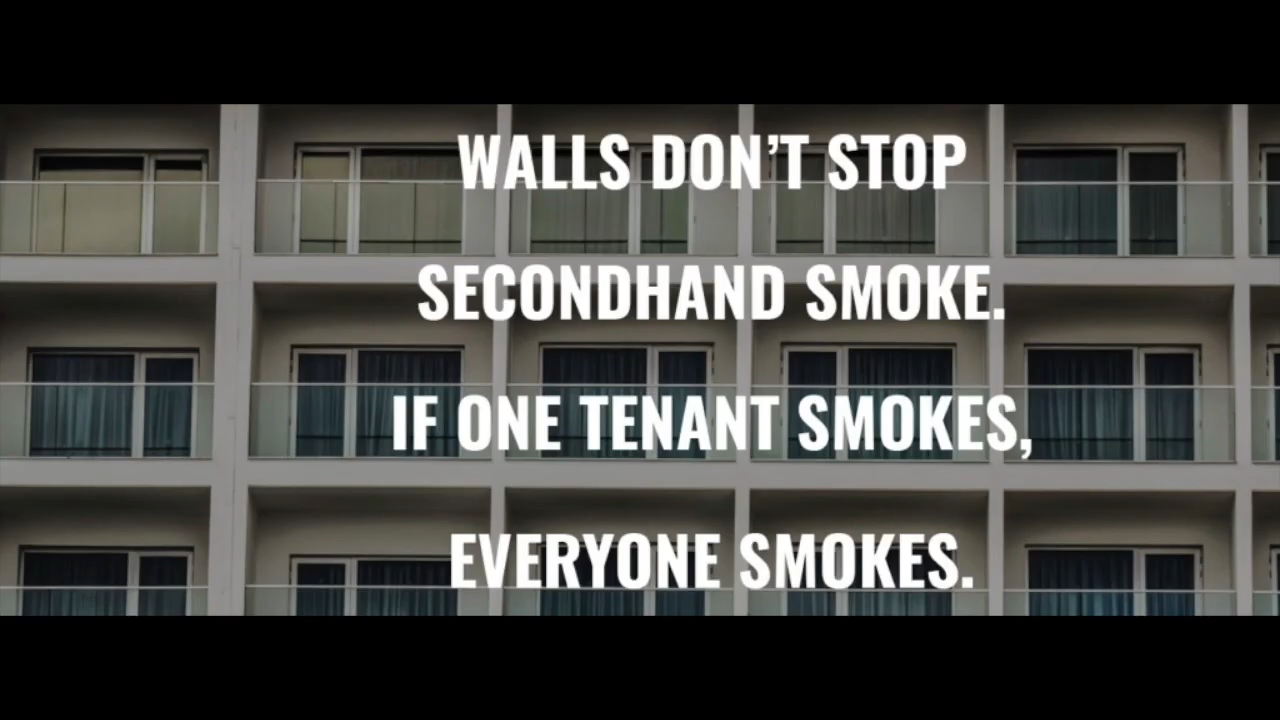 WALLS DON’T STOP
SECONDHAND SMOKE.
IF ONE TENANT SMOKES,
EVERYONE SMOKES.